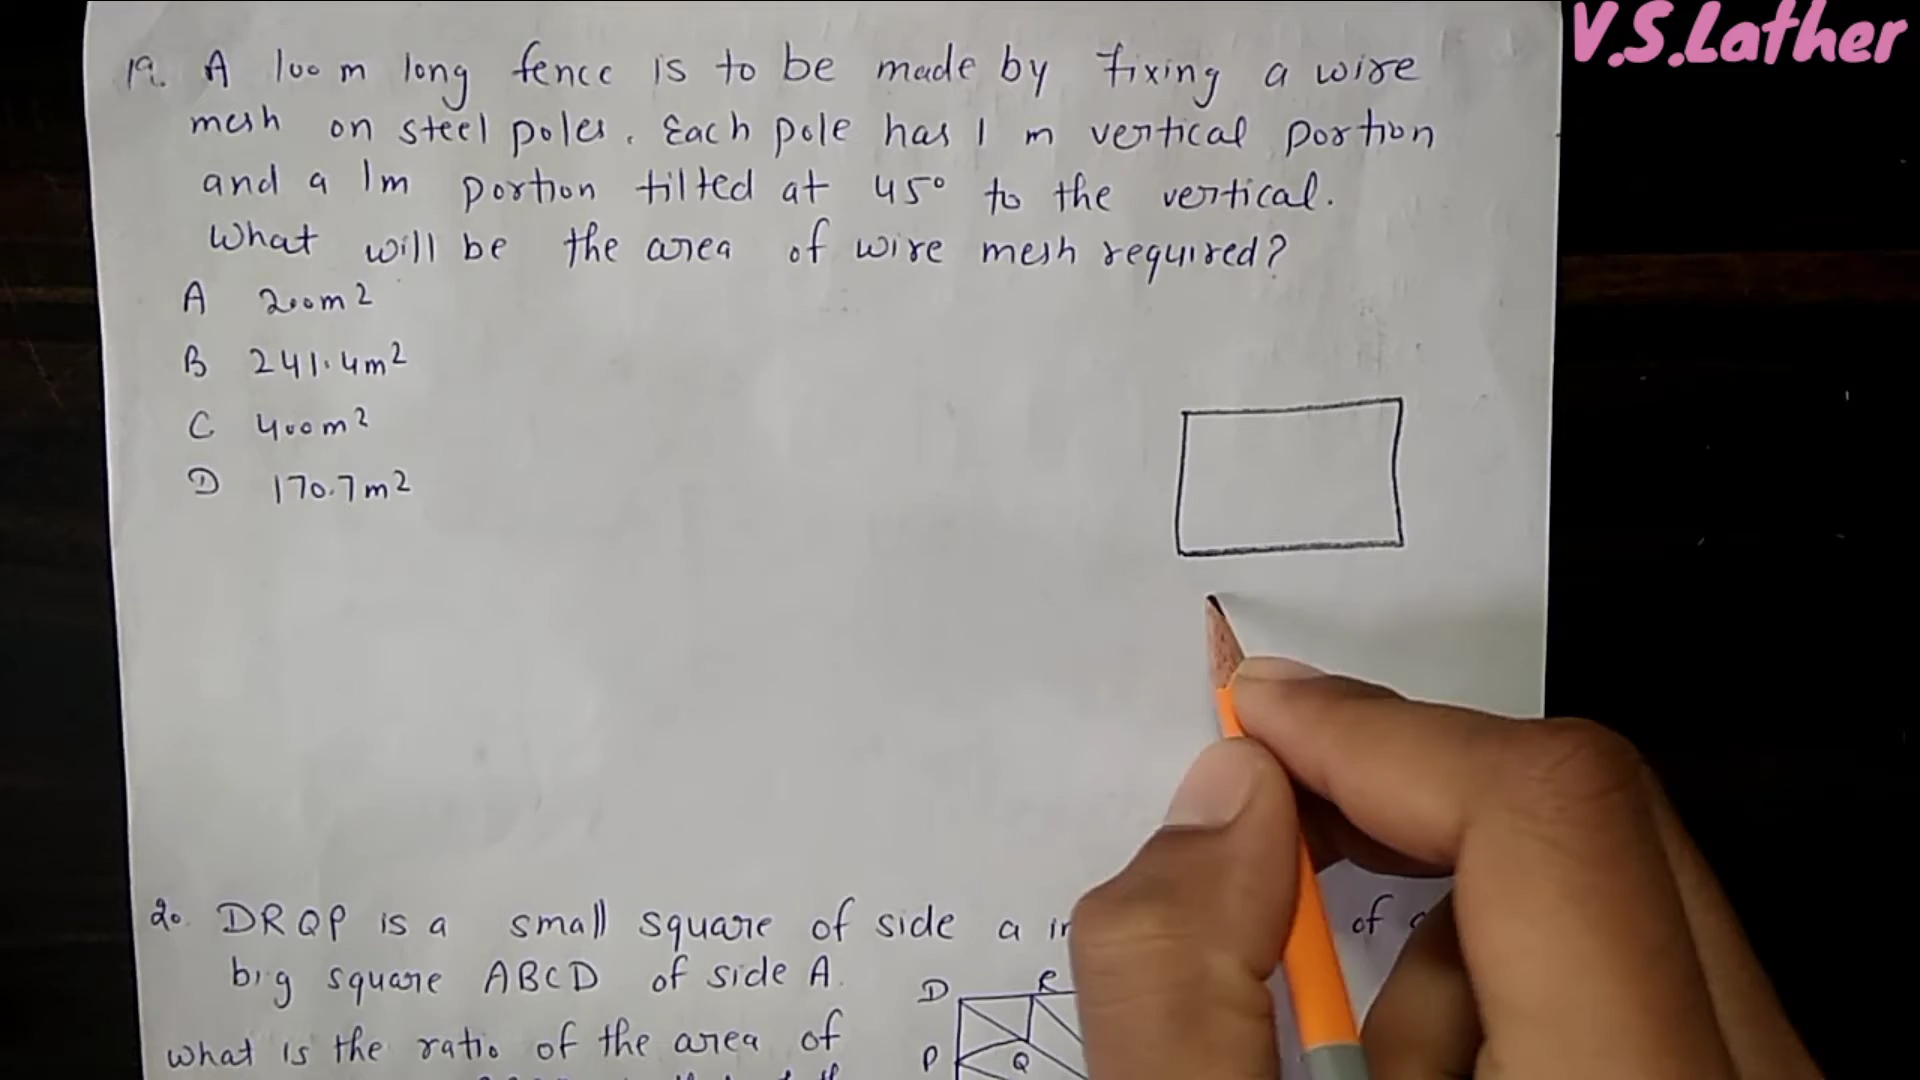 V.S.Lather
19. A 100 m long fence is to be made by fixing a wire
mesh on steel poles. Each pole has 1 m vertical portion
and a 1m portion tilted at 45° to the vertical.
What will be the area of wire mesh required?
A 200m2
B 241.4m2
C 400m2
D 170.7m2
20. DRQP is a small square of side a of
big square ABCD of side A.
D R
what is the ratio of the area of
P Q